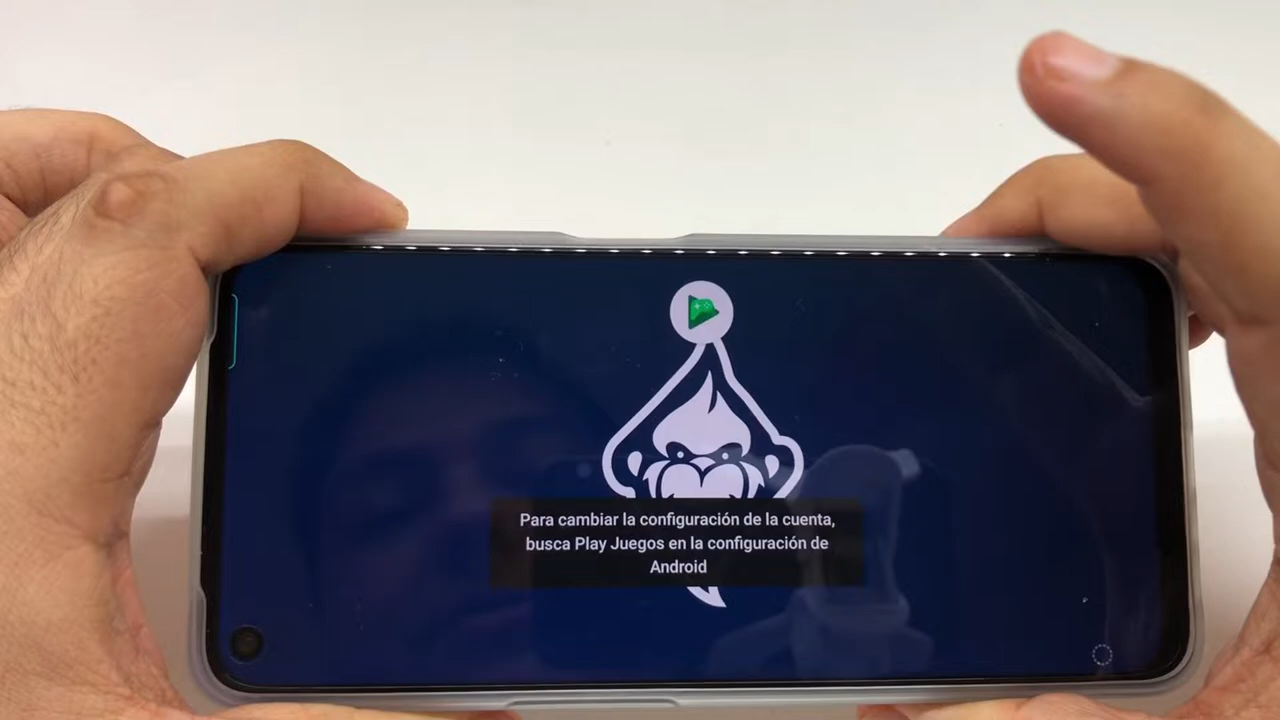 Para cambiar la configuración de la cuenta,
busca Play Juegos en la configuración de
Android